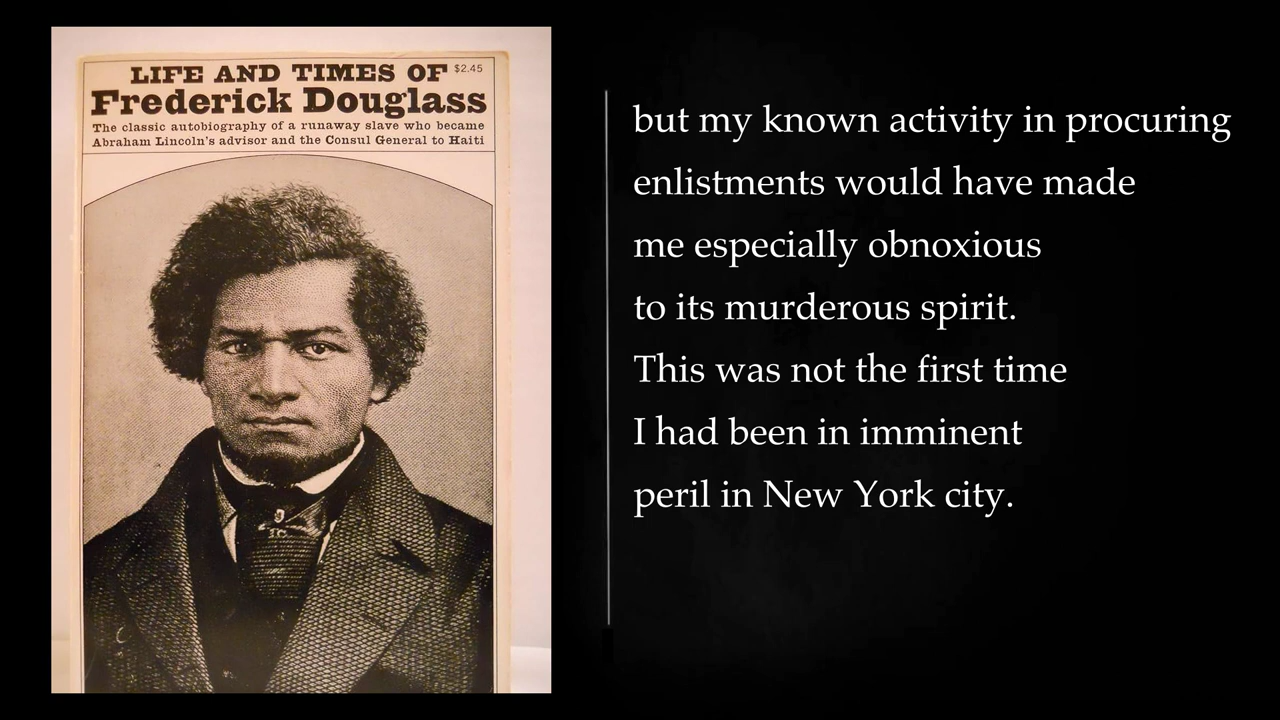 LIFE AND TIMES OF $2.45
Frederick Douglass
The classic autobiography of a runaway slave who became
Abraham Lincoln's advisor and the Consul General to Haiti
but my known activity in procuring
enlistments would have made
me especially obnoxious
to its murderous spirit.
This was not the first time
I had been in imminent
peril in New York city.